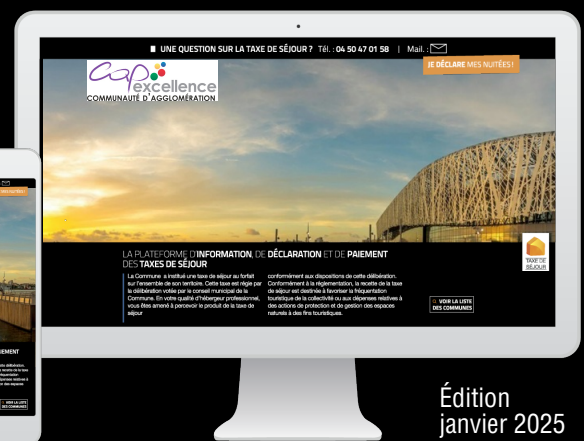 UNE QUESTION SUR LA TAXE DE SÉJOUR ? Tél. : 04 50 47 01 58 | Mail. :
JE DÉCLARE MES NUITÉES !
Cap
excellence
COMMUNAUTÉ D'AGGLOMÉRATION
LA PLATEFORME D'INFORMATION, DE DÉCLARATION ET DE PAIEMENT
DES TAXES DE SÉJOUR
La Commune a institué une taxe de séjour au forfait
sur l'ensemble de son territoire. Cette taxe est régie par
la délibération votée par le conseil municipal de la
Commune. En votre qualité d'hébergeur professionnel,
vous êtes amené à percevoir le produit de la taxe de
séjour
conformément aux dispositions de cette délibération.
Conformément à la réglementation, la recette de la taxe
de séjour est destinée à favoriser la fréquentation
touristique de la collectivité ou aux dépenses relatives à
des actions de protection et de gestion des espaces
naturels à des fins touristiques.
TAXE DE
SÉJOUR
VOIR LA LISTE
DES COMMUNES
VOIR LA LISTE
DES COMMUNES
Édition
janvier 2025